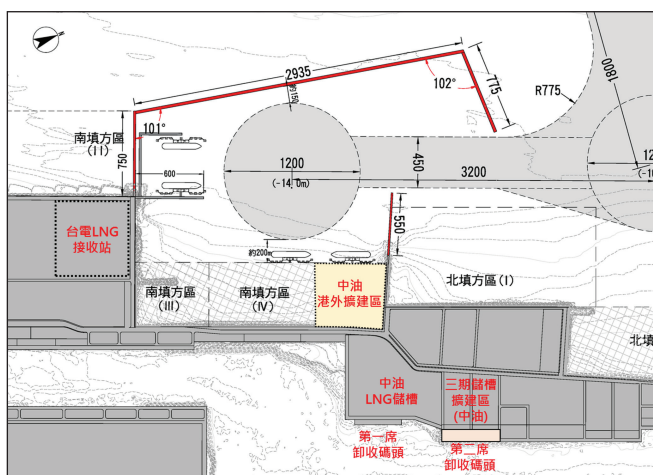 2935
775
102°
R775
1800
約150
101°
南填方區
(II)
750
600
1200
(-14.0m)
450
3200
台電LNG
接收站
550
約200m
中油
港外擴建區
北填方區(I)
南填方區
(III)
南填方區
(IV)
中油
LNG儲槽
三期儲槽
擴建區
(中油)
第一席
卸收碼頭
第二席
卸收碼頭